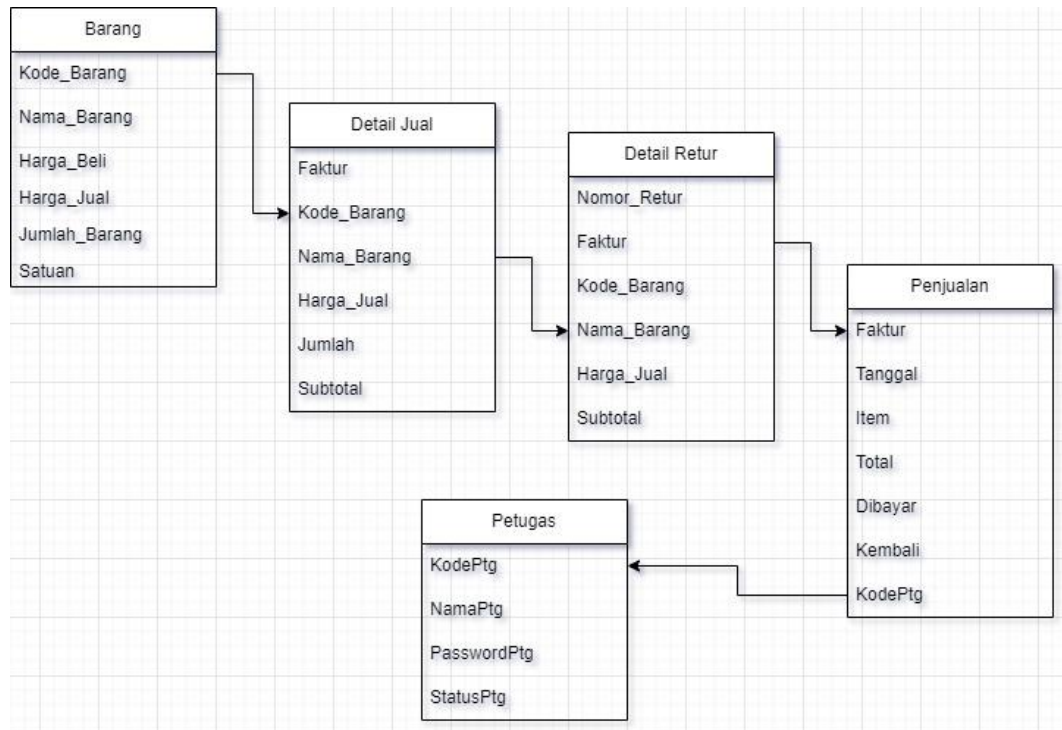 Barang
Kode_Barang
Nama_Barang
Harga_Beli
Harga_Jual
Jumlah_Barang
Satuan
Detail Jual
Faktur
Kode_Barang
Nama_Barang
Harga_Jual
Jumlah
Subtotal
Detail Retur
Nomor_Retur
Faktur
Kode_Barang
Nama_Barang
Harga_Jual
Subtotal
Penjualan
Faktur
Tanggal
Item
Total
Dibayar
Kembali
KodePtg
Petugas
KodePtg
NamaPtg
PasswordPtg
StatusPtg